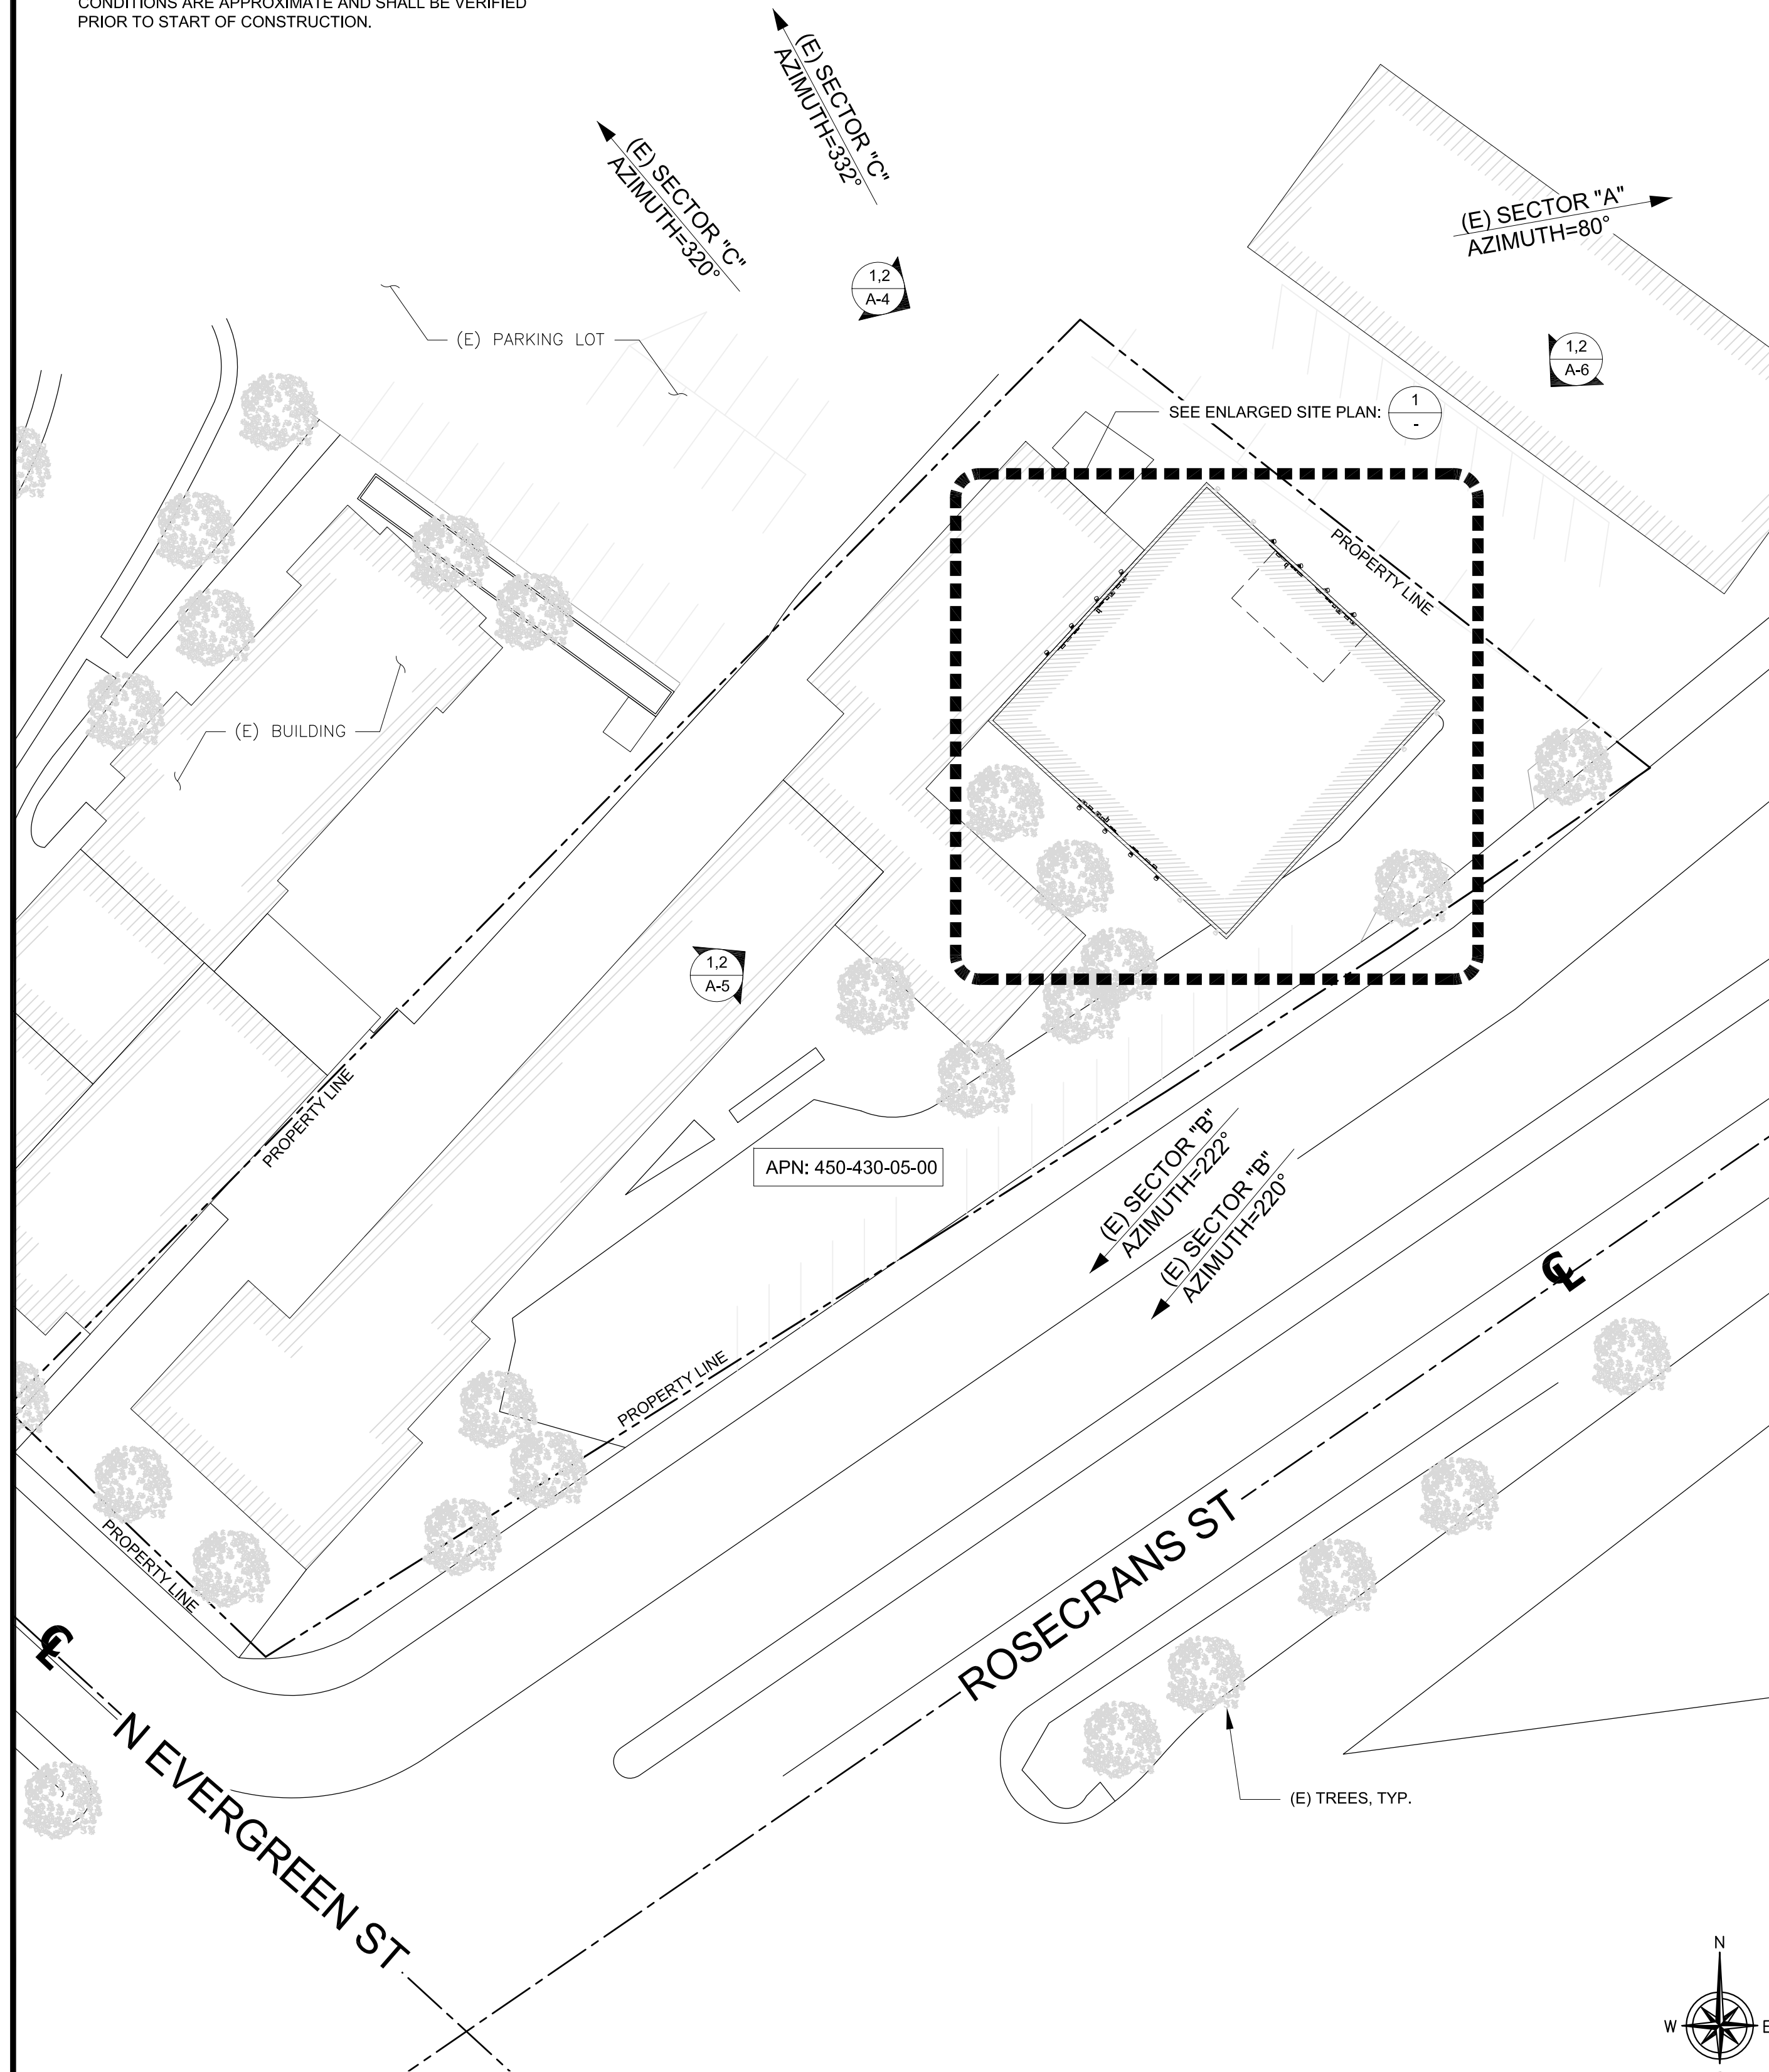 CONDITIONS ARE APPROXIMATE AND SHALL BE VERIFIED
PRIOR TO START OF CONSTRUCTION.
(E) SECTOR "C"
AZIMUTH=332°
(E) SECTOR "C"
AZIMUTH=320°
(E) SECTOR "A"
AZIMUTH=80°
1,2
A-4
(E) PARKING LOT
1,2
A-6
SEE ENLARGED SITE PLAN:
1
-
PROPERTY LINE
(E) BUILDING
1,2
A-5
PROPERTY LINE
APN: 450-430-05-00
(E) SECTOR "B"
AZIMUTH=222°
(E) SECTOR "B"
AZIMUTH=220°
℄
PROPERTY LINE
ROSECRANS ST
PROPERTY LINE
℄
N EVERGREEN ST
(E) TREES, TYP.
N
W
E